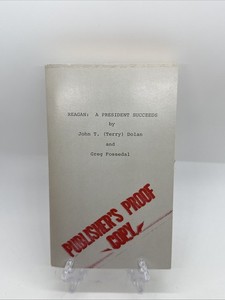 REAGAN: A PRESIDENT SUCCEEDS
by
John T. (Terry) Dolan
and
Greg Fossedal
PUBLISHER'S PROOF
COPY